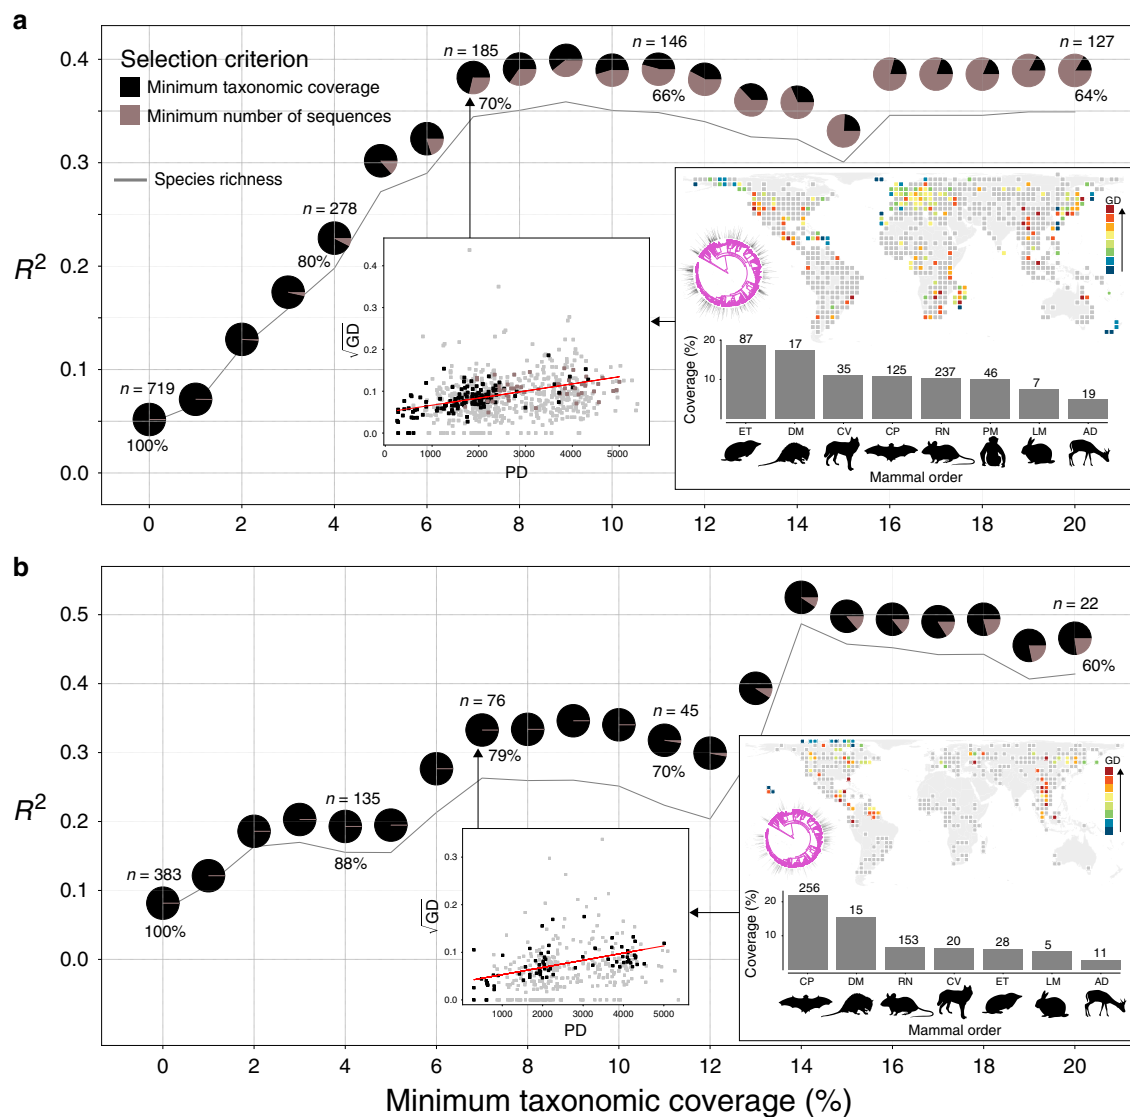 a
Selection criterion
Minimum taxonomic coverage
Minimum number of sequences
Species richness
R²
0.4
0.3
0.2
0.1
0.0
n = 719
100%
n = 278
80%
n = 185
70%
n = 146
66%
n = 127
64%
√GD
0.4
0.3
0.2
0.1
0.0
0 1000 2000 3000 4000 5000
PD
GD
Coverage (%)
20
10
87 17 35 125 237 46 7 19
ET DM CV CP RN PM LM AD
Mammal order
0 2 4 6 8 10 12 14 16 18 20
b
R²
0.5
0.4
0.3
0.2
0.1
0.0
n = 383
100%
n = 135
88%
n = 76
79%
n = 45
70%
n = 22
60%
√GD
0.3
0.2
0.1
0.0
1000 2000 3000 4000 5000
PD
GD
Coverage (%)
20
10
256 15 153 20 28 5 11
CP DM RN CV ET LM AD
Mammal order
0 2 4 6 8 10 12 14 16 18 20
Minimum taxonomic coverage (%)